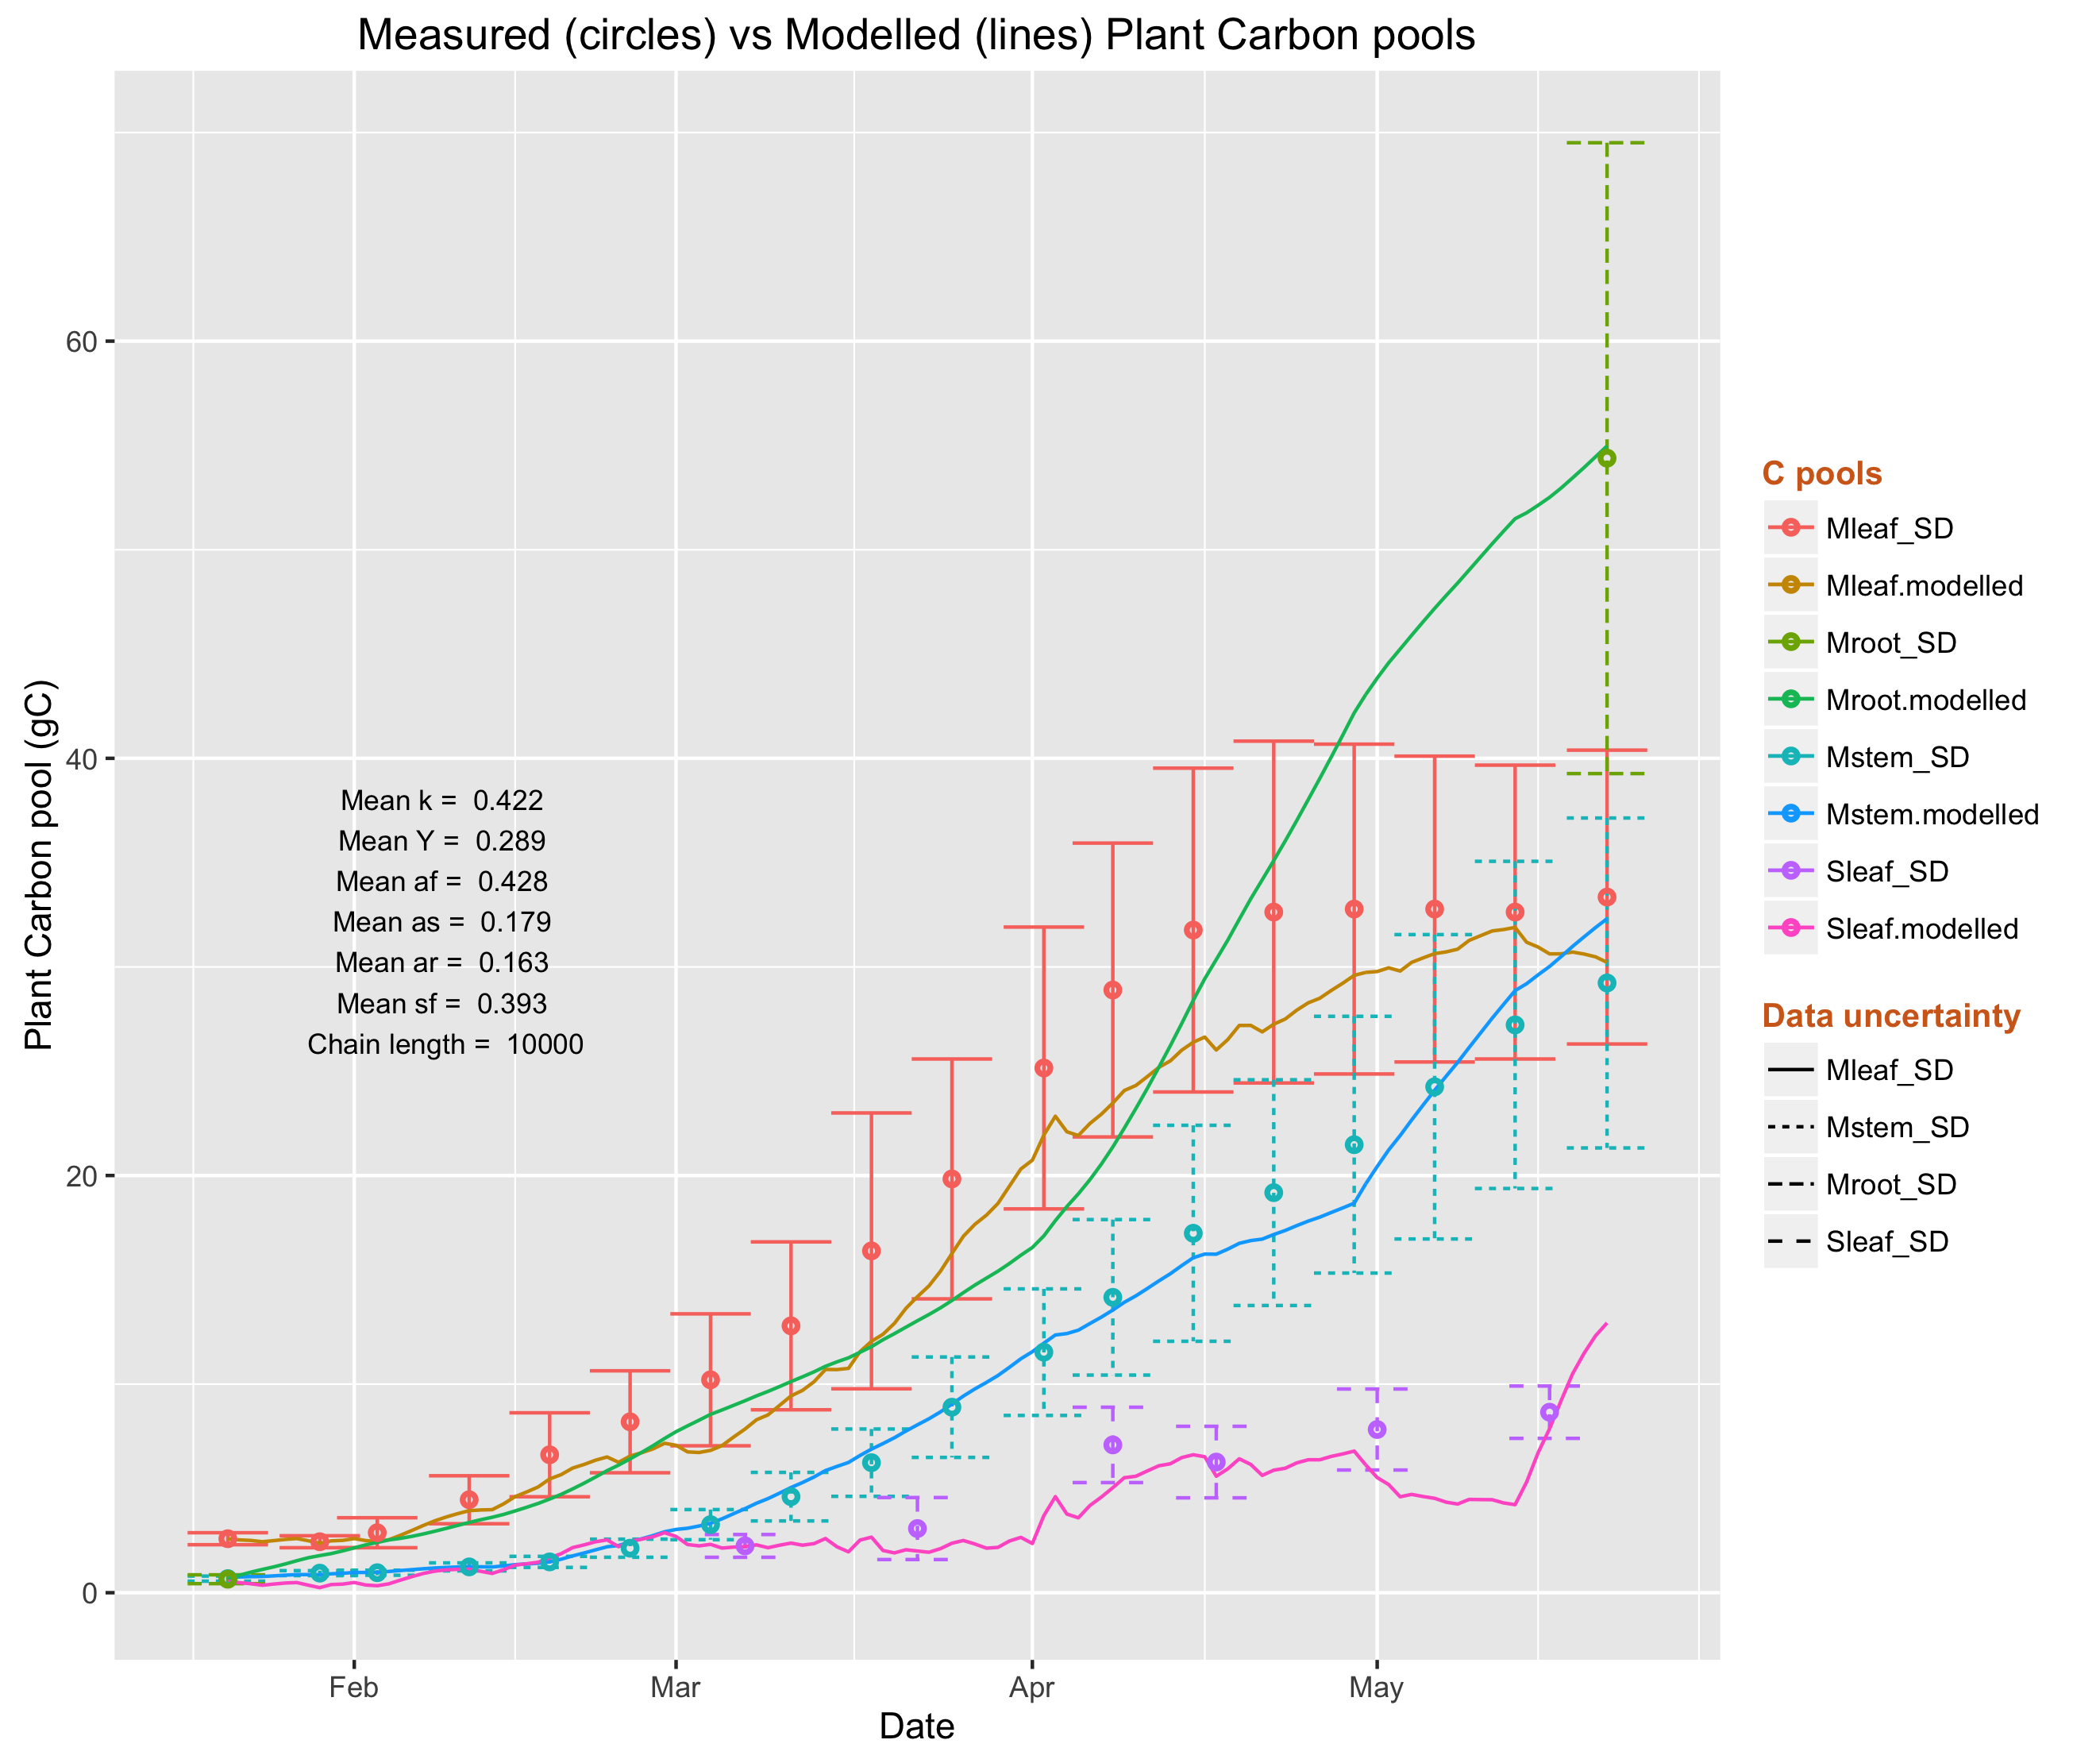 Measured (circles) vs Modelled (lines) Plant Carbon pools
Plant Carbon pool (gC)
60
40
20
0
Mean k = 0.422
Mean Y = 0.289
Mean af = 0.428
Mean as = 0.179
Mean ar = 0.163
Mean sf = 0.393
Chain length = 10000
Feb
Mar
Apr
May
Date
C pools
Mleaf_SD
Mleaf.modelled
Mroot_SD
Mroot.modelled
Mstem_SD
Mstem.modelled
Sleaf_SD
Sleaf.modelled
Data uncertainty
Mleaf_SD
Mstem_SD
Mroot_SD
Sleaf_SD